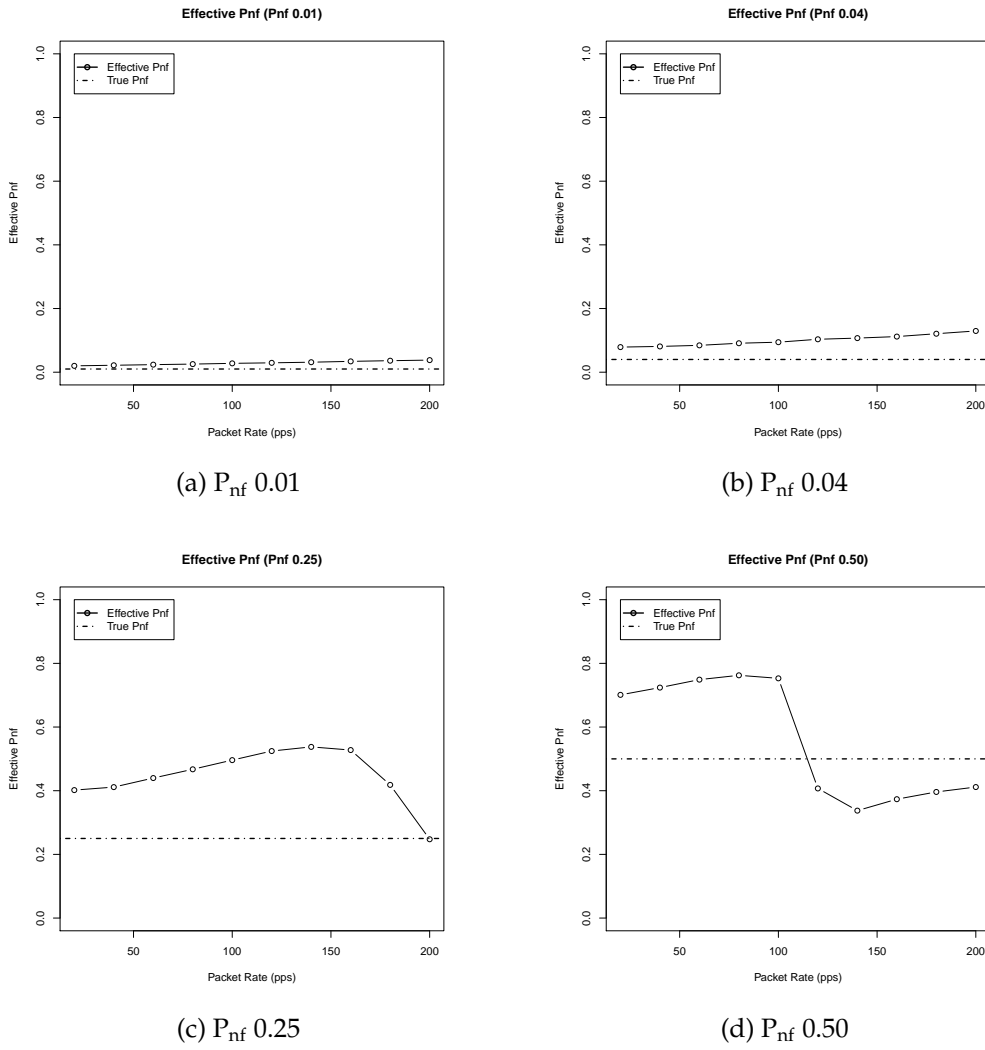 Effective Pnf (Pnf 0.01)
Effective Pnf
True Pnf
1.0
0.8
0.6
0.4
0.2
0.0
Effective Pnf
50 100 150 200
Packet Rate (pps)
(a) Pnf 0.01
Effective Pnf (Pnf 0.04)
Effective Pnf
True Pnf
1.0
0.8
0.6
0.4
0.2
0.0
Effective Pnf
50 100 150 200
Packet Rate (pps)
(b) Pnf 0.04
Effective Pnf (Pnf 0.25)
Effective Pnf
True Pnf
1.0
0.8
0.6
0.4
0.2
0.0
Effective Pnf
50 100 150 200
Packet Rate (pps)
(c) Pnf 0.25
Effective Pnf (Pnf 0.50)
Effective Pnf
True Pnf
1.0
0.8
0.6
0.4
0.2
0.0
Effective Pnf
50 100 150 200
Packet Rate (pps)
(d) Pnf 0.50